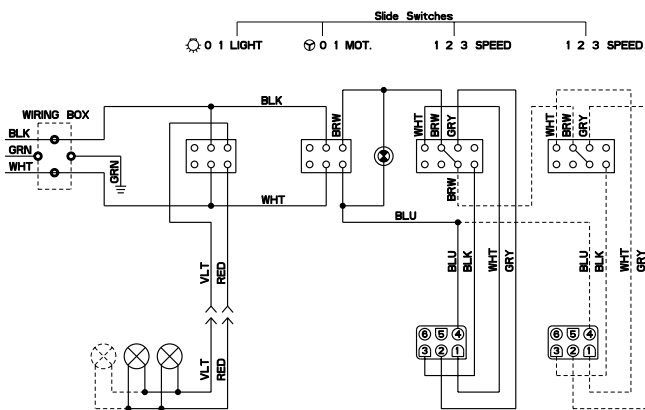 Slide Switches
0 1 LIGHT
0 1 MOT.
1 2 3 SPEED
1 2 3 SPEED
WIRING BOX
BLK
GRN
WHT
GRN
BLK
WHT
BRW
WHT
BRW
GRY
BRW
WHT
BRW
GRY
BLU
VLT
RED
BLU
BLK
WHT
GRY
BLU
BLK
WHT
GRY
VLT
RED
6 5 4
3 2 1
6 5 4
3 2 1